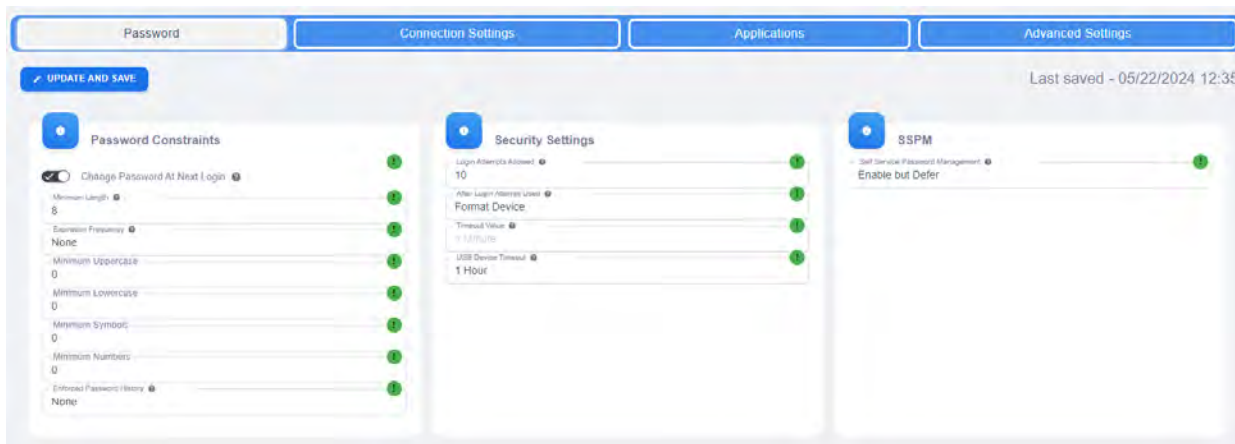 Password
Connection Settings
Applications
Advanced Settings
UPDATE AND SAVE
Last saved - 05/22/2024 12:35
Password Constraints
Change Password At Next Login
Minimum Length
8
Expiration Frequency
None
Minimum Uppercase
0
Minimum Lowercase
0
Minimum Symbols
0
Minimum Numbers
0
Enforced Password History
None
Security Settings
Login Attempts Allowed
10
After Login Attempts Used
Format Device
Timeout Value
1 Minute
USB Device Timeout
1 Hour
SSPM
Self Service Password Management
Enable but Defer